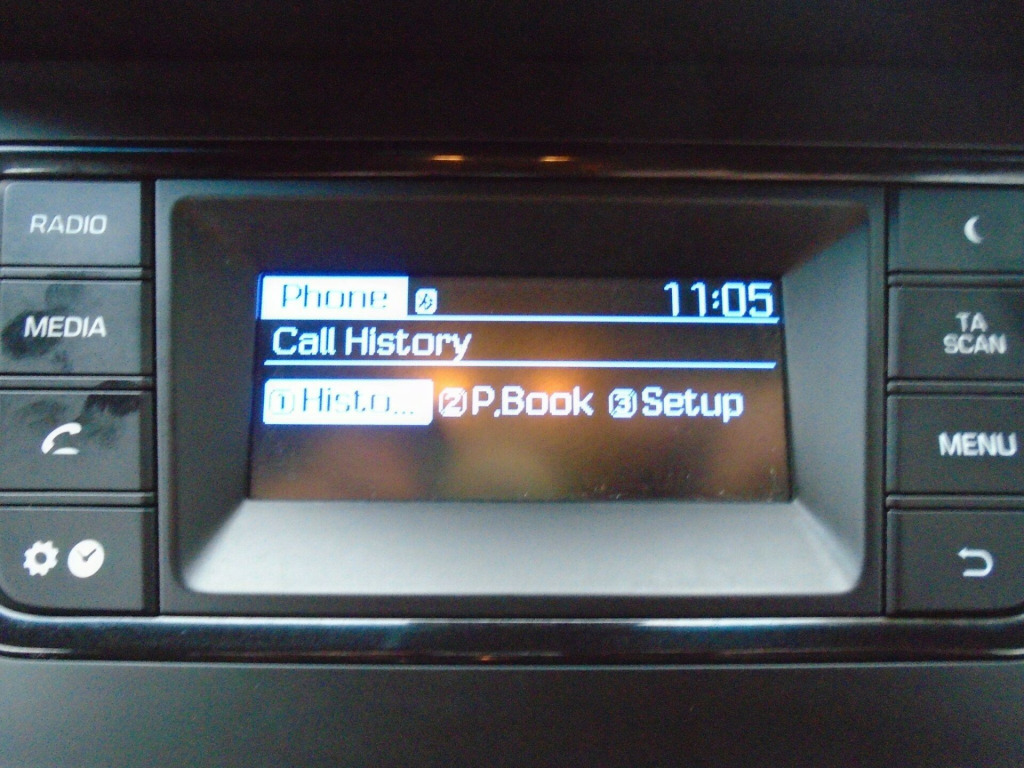 RADIO
MEDIA
Phone 11:05
Call History
1 Histo... 2 P.Book 3 Setup
TA
SCAN
MENU